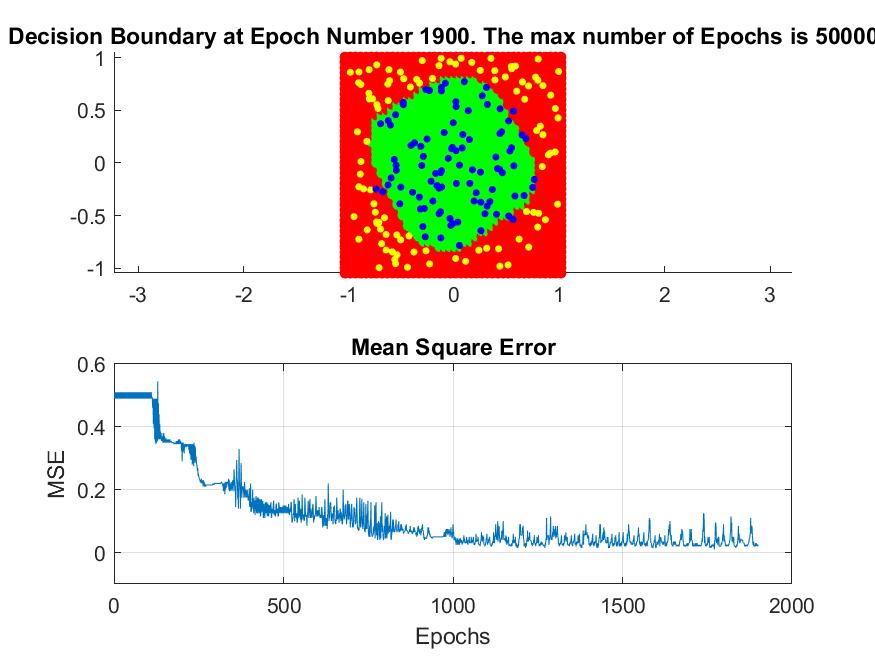 Decision Boundary at Epoch Number 1900. The max number of Epochs is 50000
1
0.5
0
-0.5
-1
-3 -2 -1 0 1 2 3
Mean Square Error
0.6
0.4
0.2
0
MSE
0 500 1000 1500 2000
Epochs